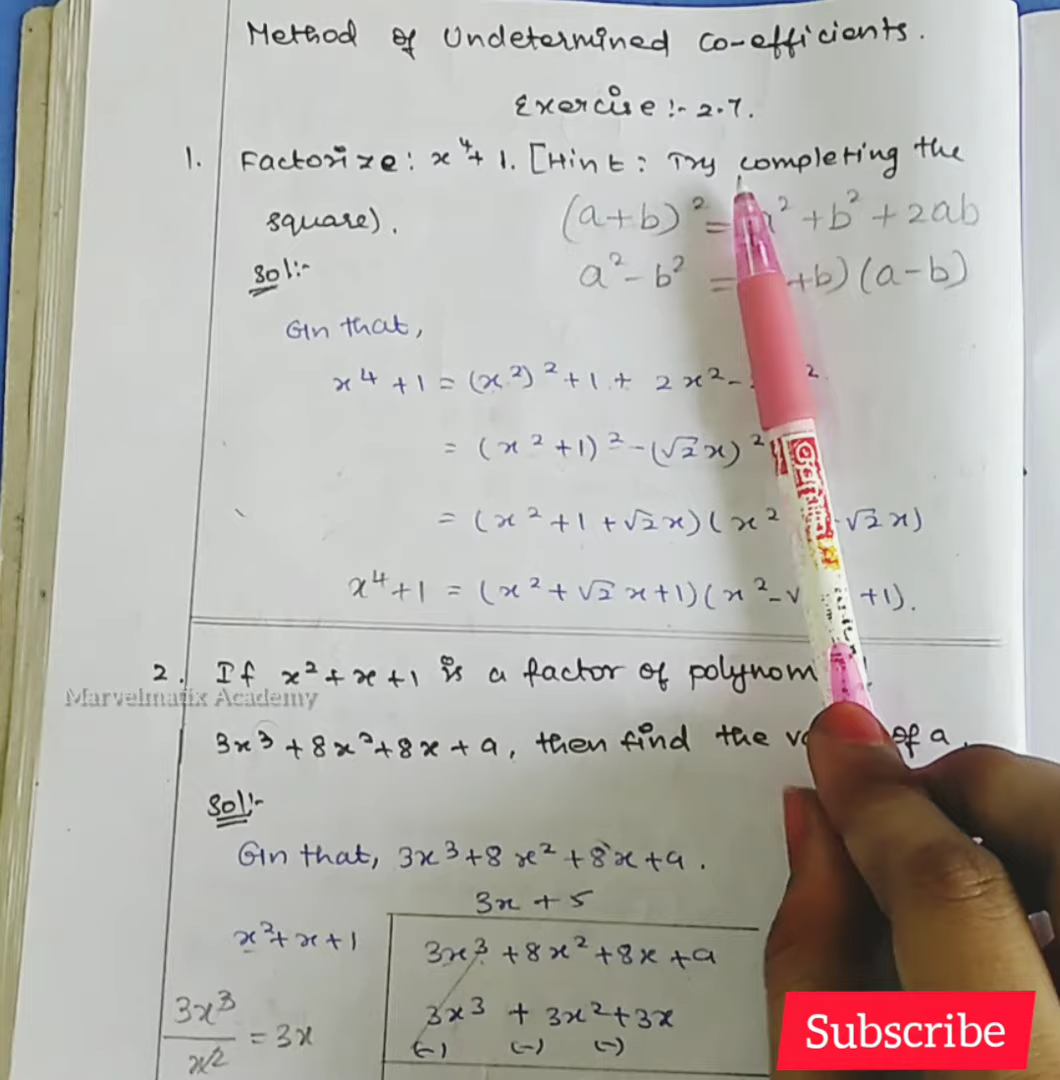 Method of Undetermined Co-efficients.
Exercise :- 2.7.
1. Factorize: x⁴+1. [Hint: Try completing the
square).
(a+b)² = a² + b² + 2ab
a² - b² = +b)(a-b)
Sol:-
Gn that,
x⁴ + 1 = (x²)² + 1 + 2x² - 2
= (x² + 1)² - (√2x)²
= (x² + 1 + √2x)(x² - √2x)
x⁴ + 1 = (x² + √2x + 1)(x² - √ + 1).
2. If x² + x + 1 is a factor of polynom
Marvelmatix Academy
3x³ + 8x² + 8x + a, then find the of a.
Sol:-
Gn that, 3x³ + 8x² + 8x + a.
3x + 5
x² + x + 1
3x³ + 8x² + 8x + a
3x³ + 3x² + 3x
(-) (-) (-)
3x³/x² = 3x
Subscribe